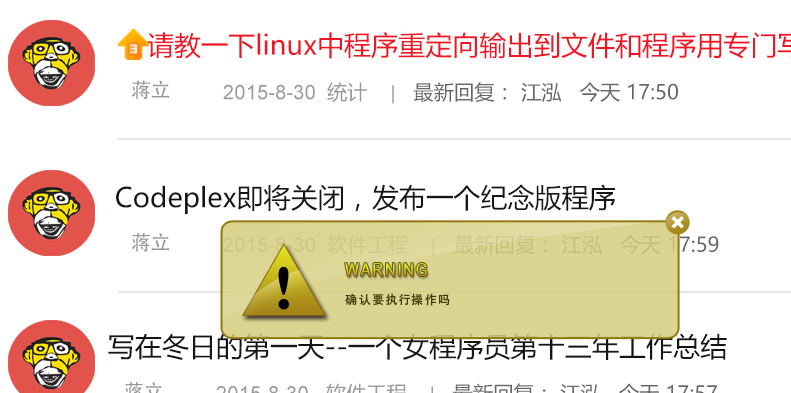 3 请教一下linux中程序重定向输出到文件和程序用专门
蒋立 2015-8-30 统计 | 最新回复： 江泓 今天 17:50
Codeplex即将关闭，发布一个纪念版程序
蒋立 2015-8-30 软件工程 | 最新回复： 江泓 今天 17:59
WARNING
确认要执行操作吗
写在冬日的第一天--一个女程序员第十三年工作总结
蒋立 2015-8-30 软件工程 | 最新回复： 江泓 今天 17:57